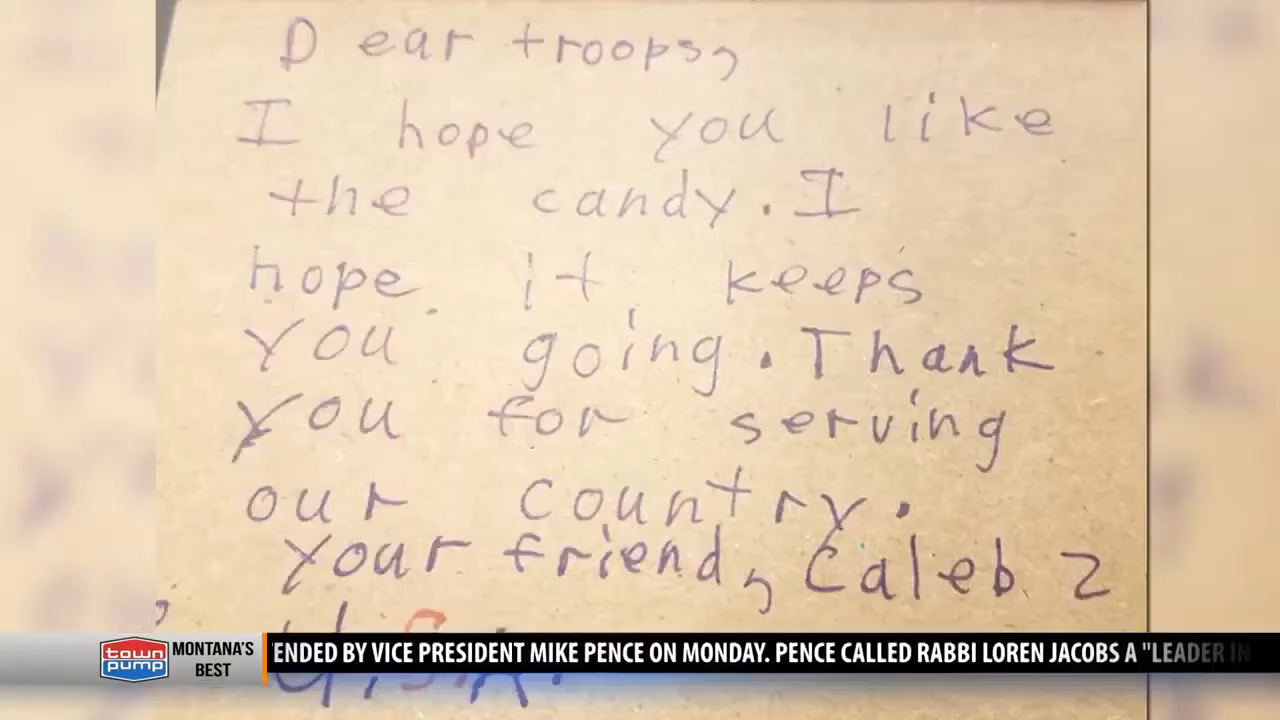 Dear troops,
I hope you like
the candy. I
hope it keeps
you going. Thank
you for serving
our country.
your friend, Caleb Z
U.S.A.
town
pump
MONTANA'S
BEST
ENDED BY VICE PRESIDENT MIKE PENCE ON MONDAY. PENCE CALLED RABBI LOREN JACOBS A "LEADER IN